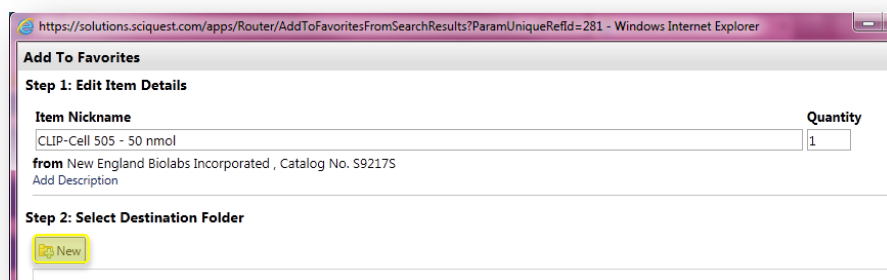 https://solutions.sciquest.com/apps/Router/AddToFavoritesFromSearchResults?ParamUniqueRefId=281 - Windows Internet Explorer
Add To Favorites
Step 1: Edit Item Details
Item Nickname Quantity
CLIP-Cell 505 - 50 nmol 1
from New England Biolabs Incorporated , Catalog No. S9217S
Add Description
Step 2: Select Destination Folder
New